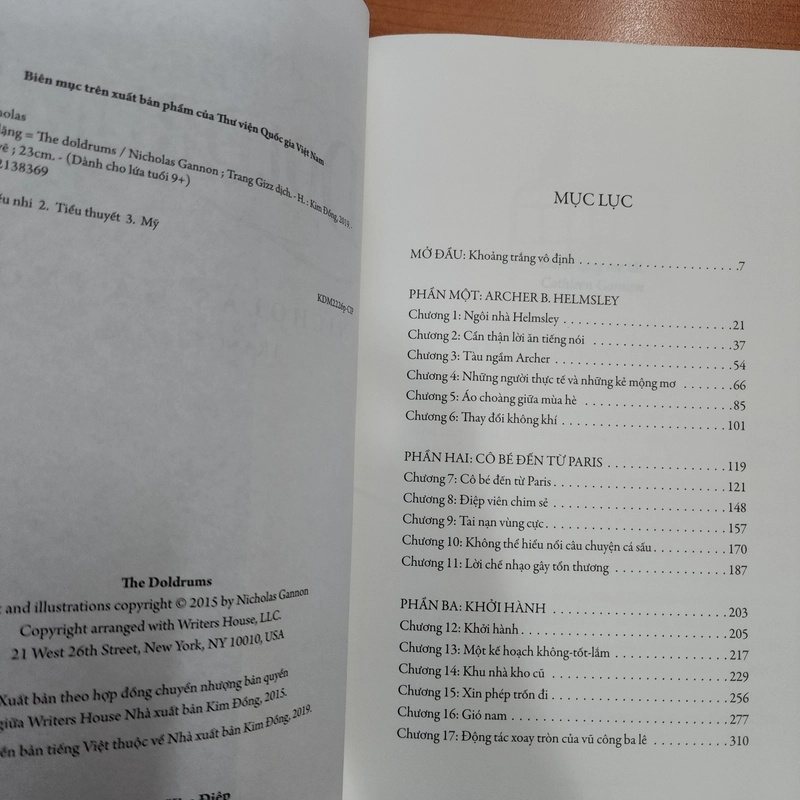 Biên mục trên xuất bản phẩm của Thư viện Quốc gia Việt Nam
lặng = The doldrums / Nicholas Gannon ; Trang Gizz dịch. - H. : Kim Đồng, 2019. -
; 23cm. - (Dành cho lứa tuổi 9+)
2138369
nhi 2. Tiểu thuyết 3. Mỹ
KDM2226p-CIP
The Doldrums
and illustrations copyright © 2015 by Nicholas Gannon
Copyright arranged with Writers House, LLC.
21 West 26th Street, New York, NY 10010, USA
Xuất bản theo hợp đồng chuyển nhượng bản quyền
giữa Writers House Nhà xuất bản Kim Đồng, 2015.
bản tiếng Việt thuộc về Nhà xuất bản Kim Đồng, 2019.
Điệp
MỤC LỤC
MỞ ĐẦU: Khoảng trắng vô định . . . . . . . . . . . . . . . . . . . . . . 7
PHẦN MỘT: ARCHER B. HELMSLEY
Chương 1: Ngôi nhà Helmsley . . . . . . . . . . . . . . . . . . . . . . 21
Chương 2: Cẩn thận lời ăn tiếng nói . . . . . . . . . . . . . . . . . . . 37
Chương 3: Tàu ngầm Archer . . . . . . . . . . . . . . . . . . . . . . . 54
Chương 4: Những người thực tế và những kẻ mộng mơ . . . . . . . . 66
Chương 5: Áo choàng giữa mùa hè . . . . . . . . . . . . . . . . . . . 85
Chương 6: Thay đổi không khí . . . . . . . . . . . . . . . . . . . . . 101
PHẦN HAI: CÔ BÉ ĐẾN TỪ PARIS . . . . . . . . . . . . . . . . 119
Chương 7: Cô bé đến từ Paris . . . . . . . . . . . . . . . . . . . . . . 121
Chương 8: Điệp viên chim sẻ . . . . . . . . . . . . . . . . . . . . . . 148
Chương 9: Tai nạn vùng cực . . . . . . . . . . . . . . . . . . . . . . . 157
Chương 10: Không thể hiểu nổi câu chuyện cá sấu . . . . . . . . . . 170
Chương 11: Lời chế nhạo gây tổn thương . . . . . . . . . . . . . . . 187
PHẦN BA: KHỞI HÀNH . . . . . . . . . . . . . . . . . . . . . . . 203
Chương 12: Khởi hành . . . . . . . . . . . . . . . . . . . . . . . . . . 205
Chương 13: Một kế hoạch không-tốt-lắm . . . . . . . . . . . . . . . 217
Chương 14: Khu nhà kho cũ . . . . . . . . . . . . . . . . . . . . . . . 229
Chương 15: Xin phép trốn đi . . . . . . . . . . . . . . . . . . . . . . 256
Chương 16: Gió nam . . . . . . . . . . . . . . . . . . . . . . . . . . . 277
Chương 17: Động tác xoay tròn của vũ công ba lê . . . . . . . . . . 310